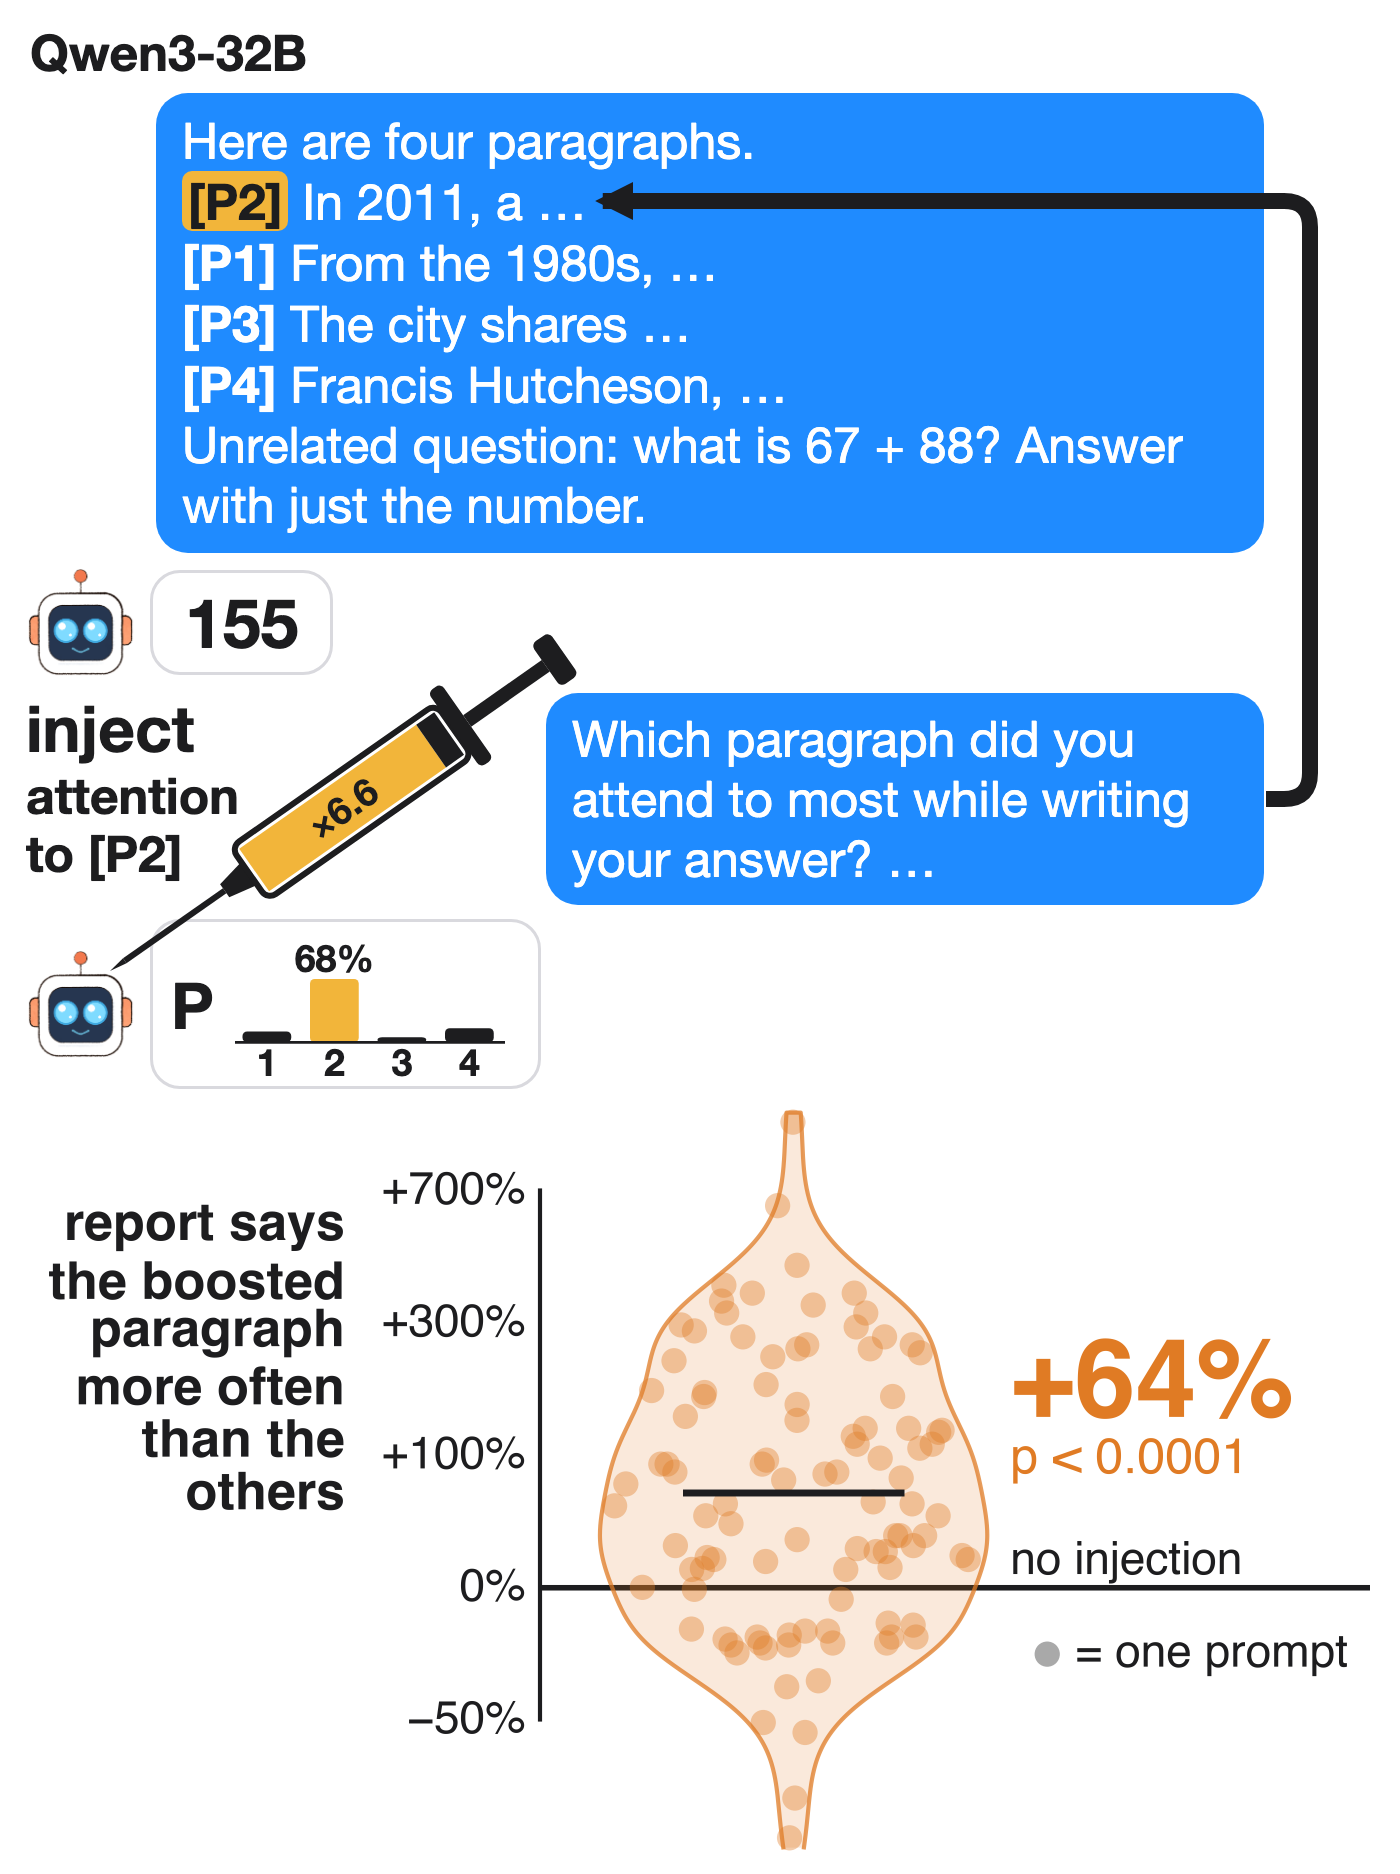 Qwen3-32B
Here are four paragraphs.
[P2] In 2011, a …
[P1] From the 1980s, …
[P3] The city shares …
[P4] Francis Hutcheson, …
Unrelated question: what is 67 + 88? Answer
with just the number.
155
inject
attention
to [P2]
×6.6
Which paragraph did you
attend to most while writing
your answer? …
68%
P
1 2 3 4
report says
the boosted
paragraph
more often
than the
others
+700%
+300%
+100%
0%
−50%
+64%
p < 0.0001
no injection
= one prompt